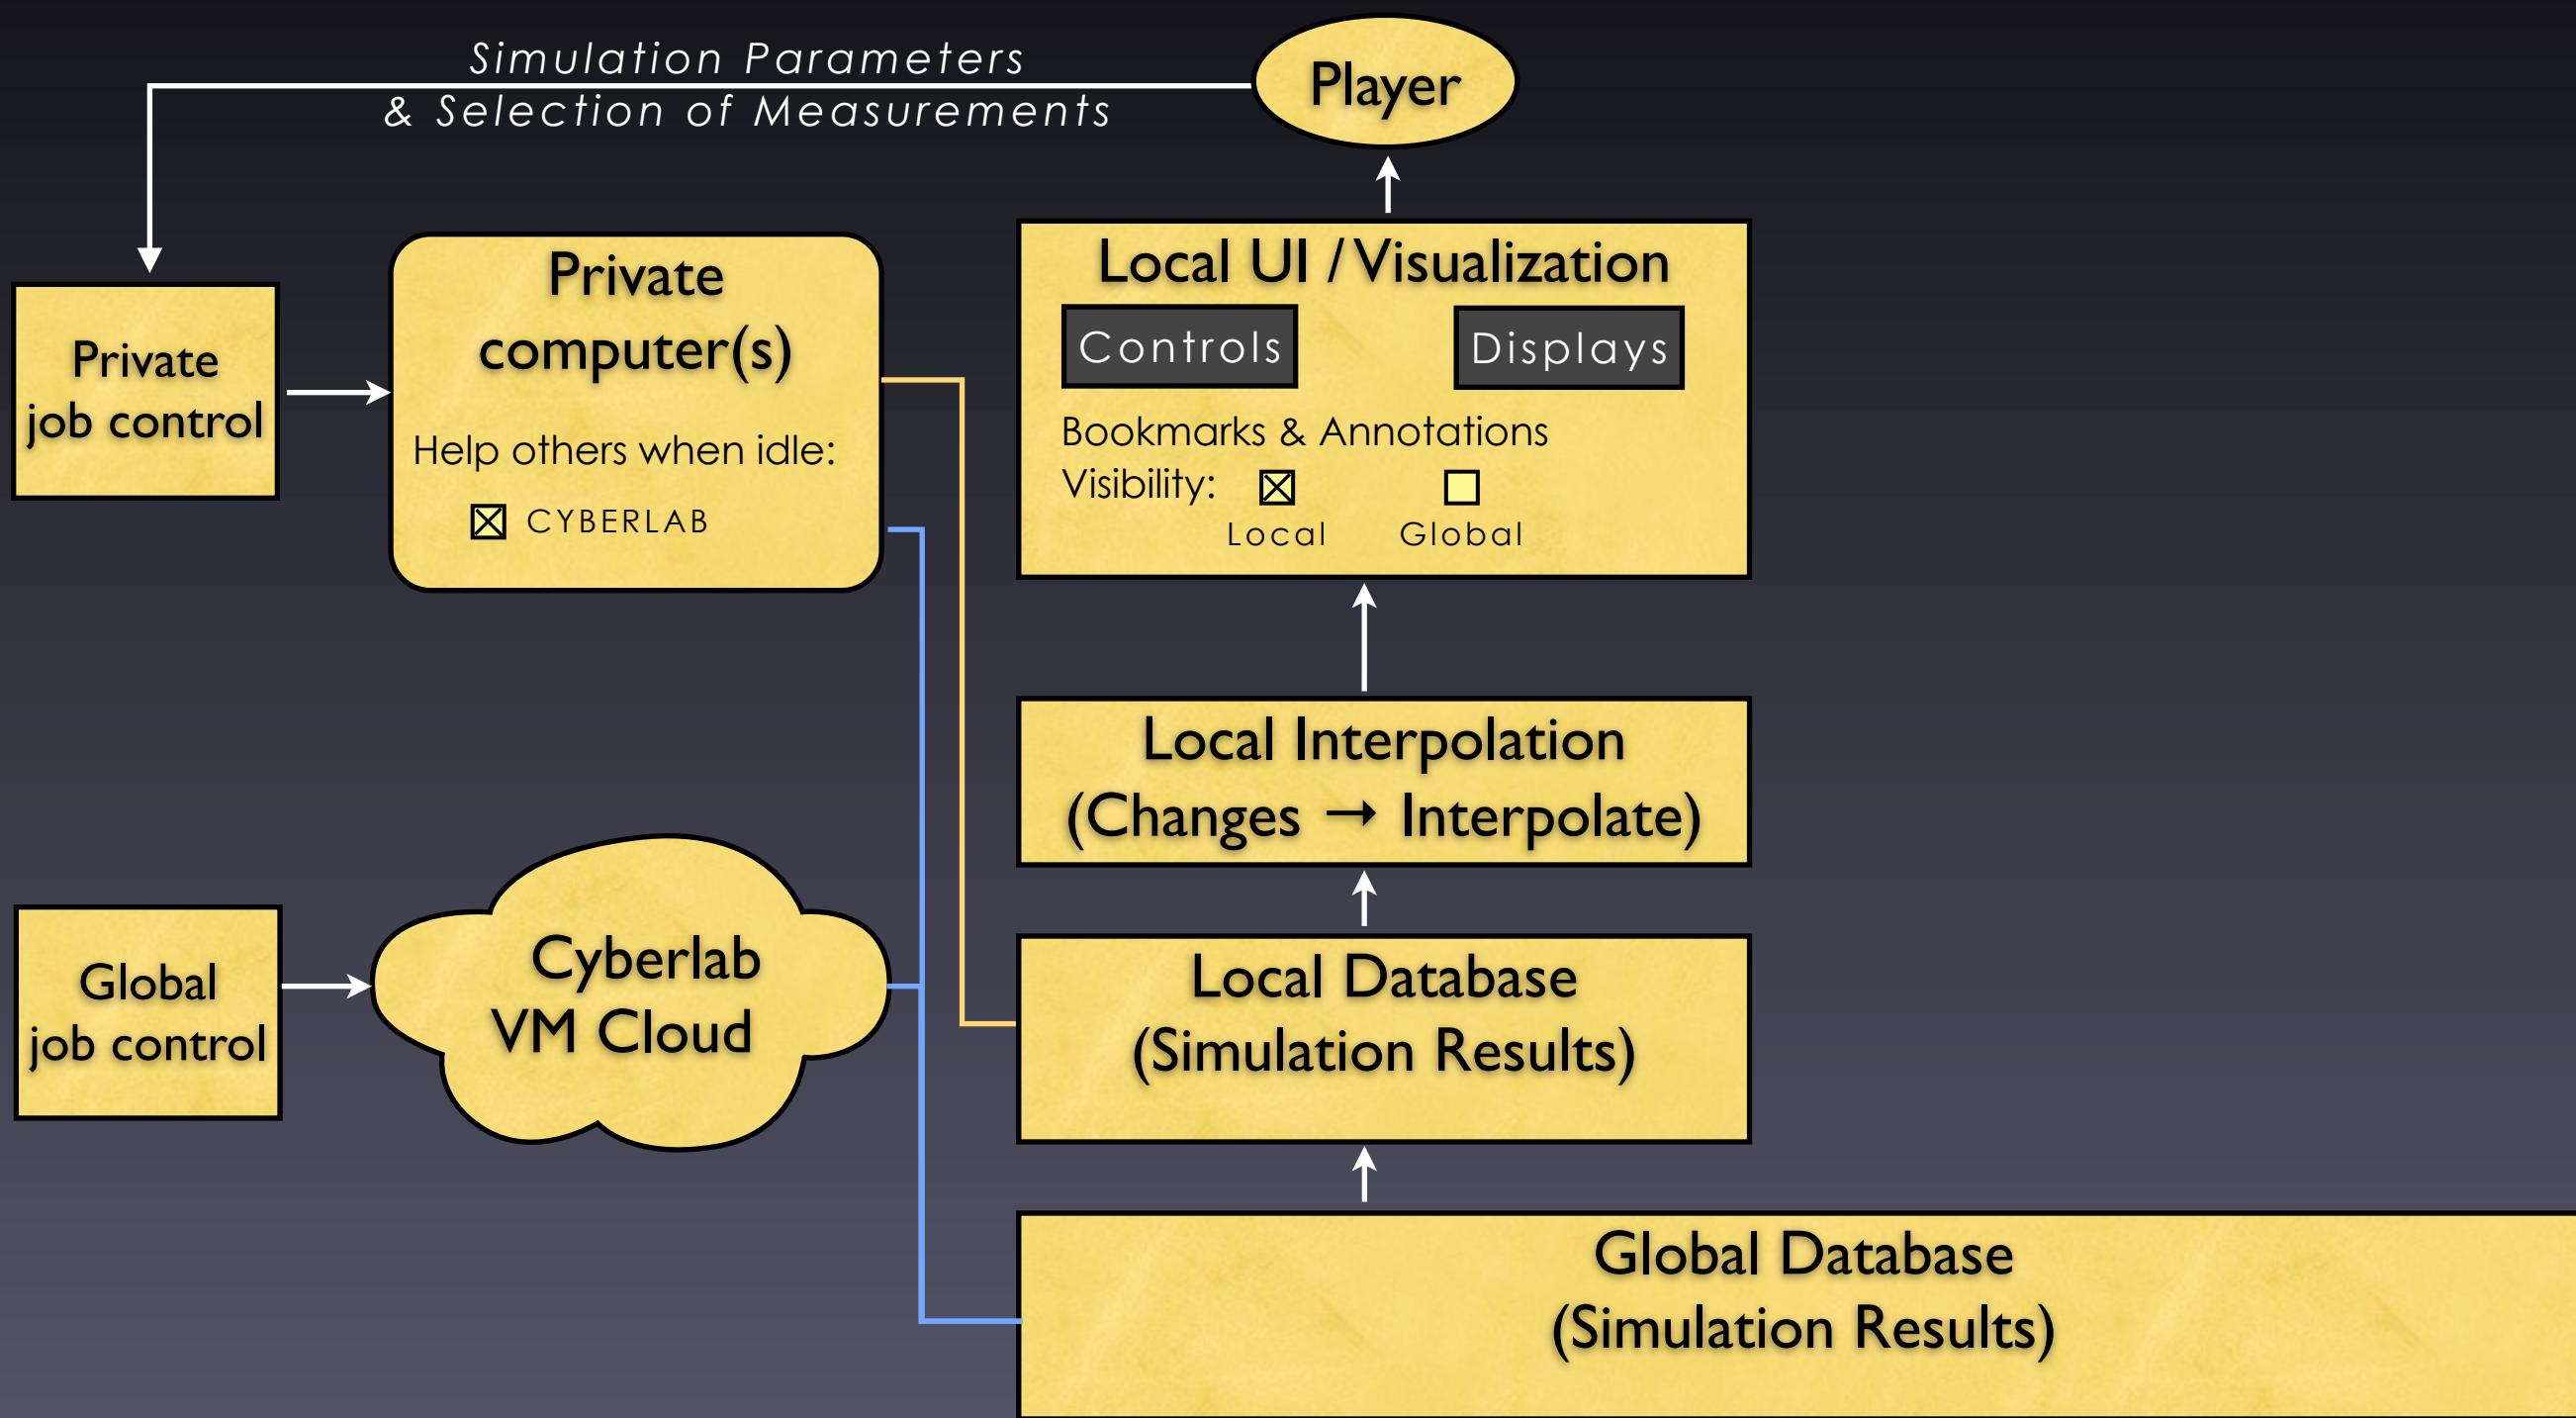 Simulation Parameters
& Selection of Measurements
Player
Private
job control
Private
computer(s)
Help others when idle:
CYBERLAB
Local UI / Visualization
Controls
Displays
Bookmarks & Annotations
Visibility:
Local
Global
Local Interpolation
(Changes → Interpolate)
Global
job control
Cyberlab
VM Cloud
Local Database
(Simulation Results)
Global Database
(Simulation Results)